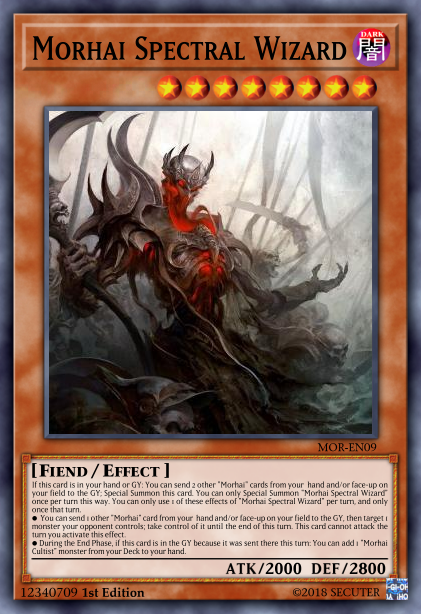 MORHAI SPECTRAL WIZARD
DARK
闇
MOR-EN09
[FIEND / EFFECT ]
If this card is in your hand or GY: You can send 2 other "Morhai" cards from your hand and/or face-up on
your field to the GY; Special Summon this card. You can only Special Summon "Morhai Spectral Wizard"
once per turn this way. You can only use 1 of these effects of "Morhai Spectral Wizard" per turn, and only
once that turn.
● You can send 1 other "Morhai" card from your hand and/or face-up on your field to the GY, then target 1
monster your opponent controls; take control of it until the end of this turn. This card cannot attack the
turn you activate this effect.
● During the End Phase, if this card is in the GY because it was sent there this turn: You can add 1 "Morhai
Cultist" monster from your Deck to your hand.
ATK/2000 DEF/2800
12340709 1st Edition
©2018 SECUTER